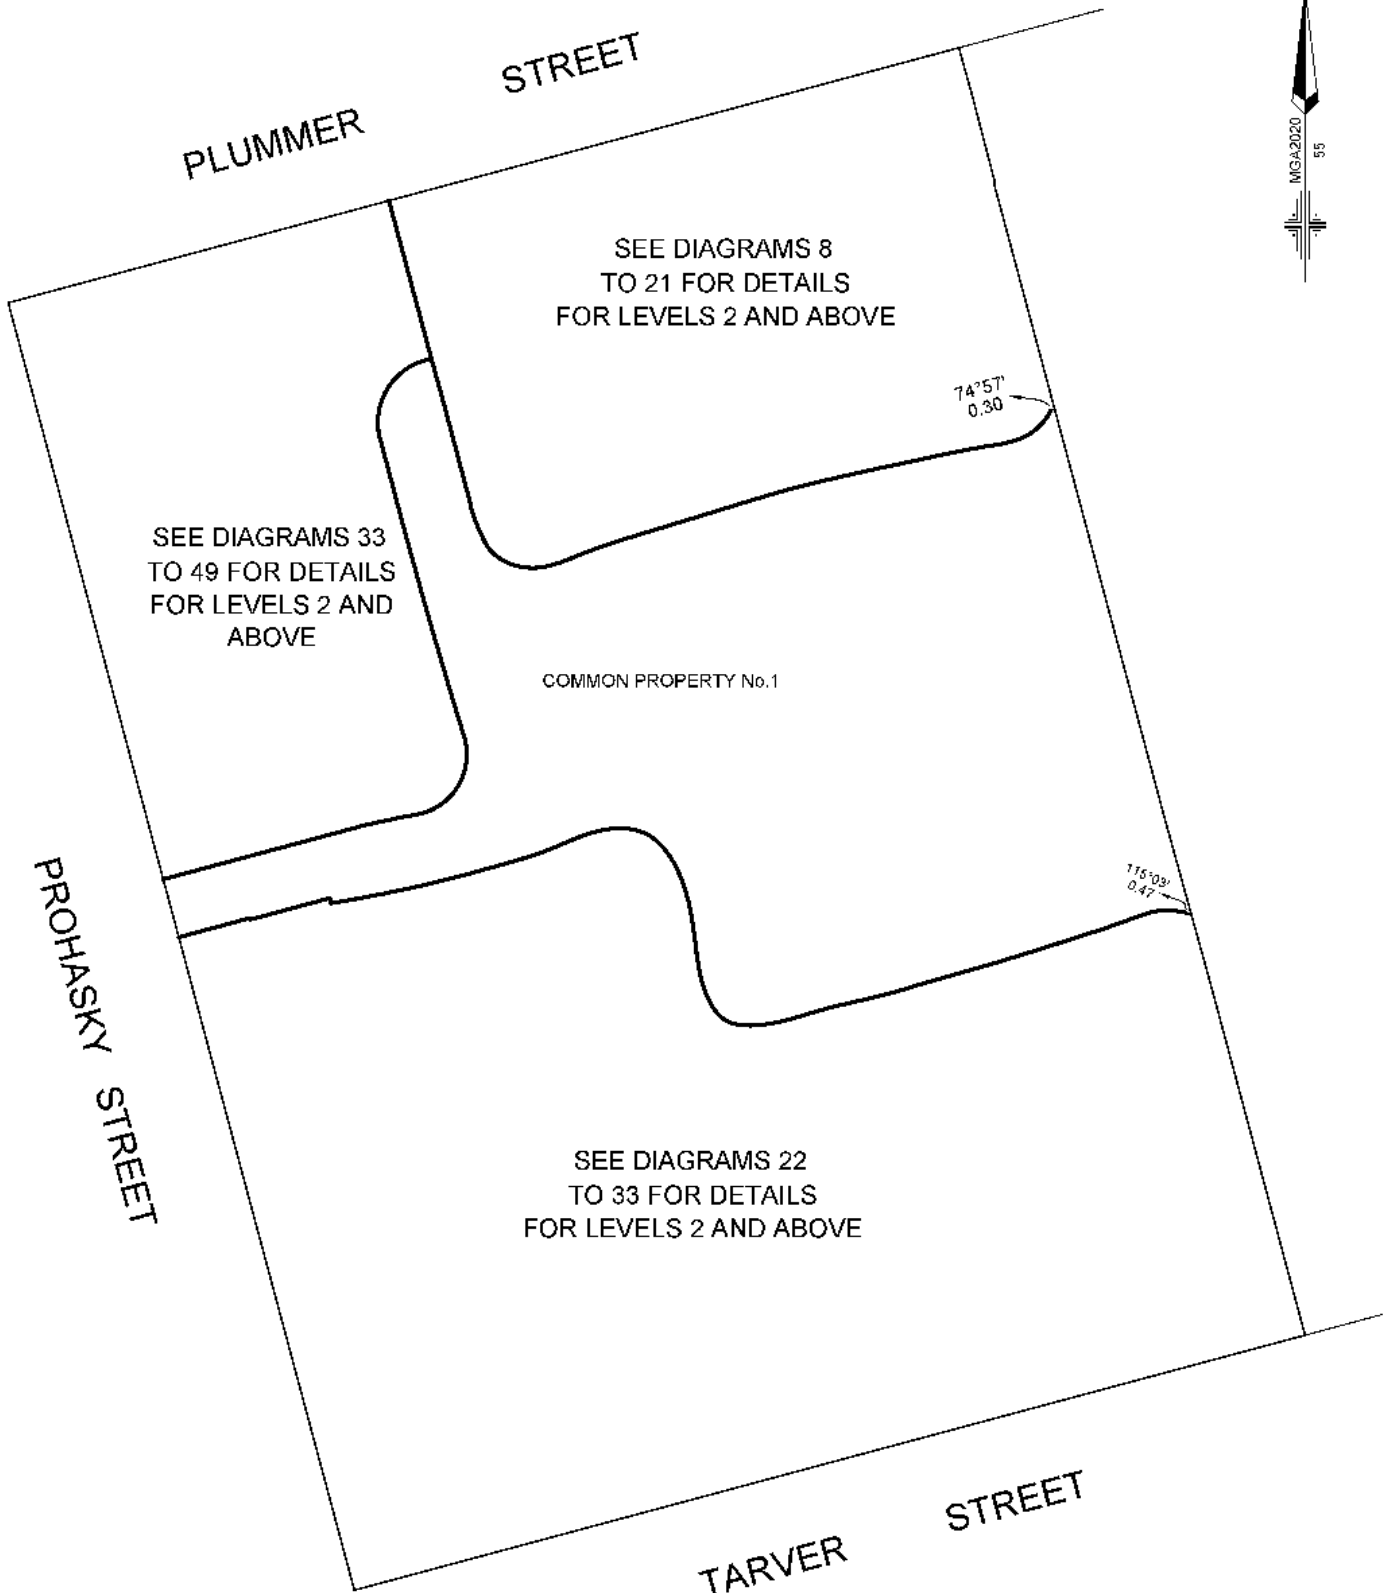 PLUMMER STREET
MGA2020
55
SEE DIAGRAMS 8
TO 21 FOR DETAILS
FOR LEVELS 2 AND ABOVE
74°57'
0.30
SEE DIAGRAMS 33
TO 49 FOR DETAILS
FOR LEVELS 2 AND
ABOVE
COMMON PROPERTY No.1
115°03'
0.47
PROHASKY STREET
SEE DIAGRAMS 22
TO 33 FOR DETAILS
FOR LEVELS 2 AND ABOVE
TARVER STREET